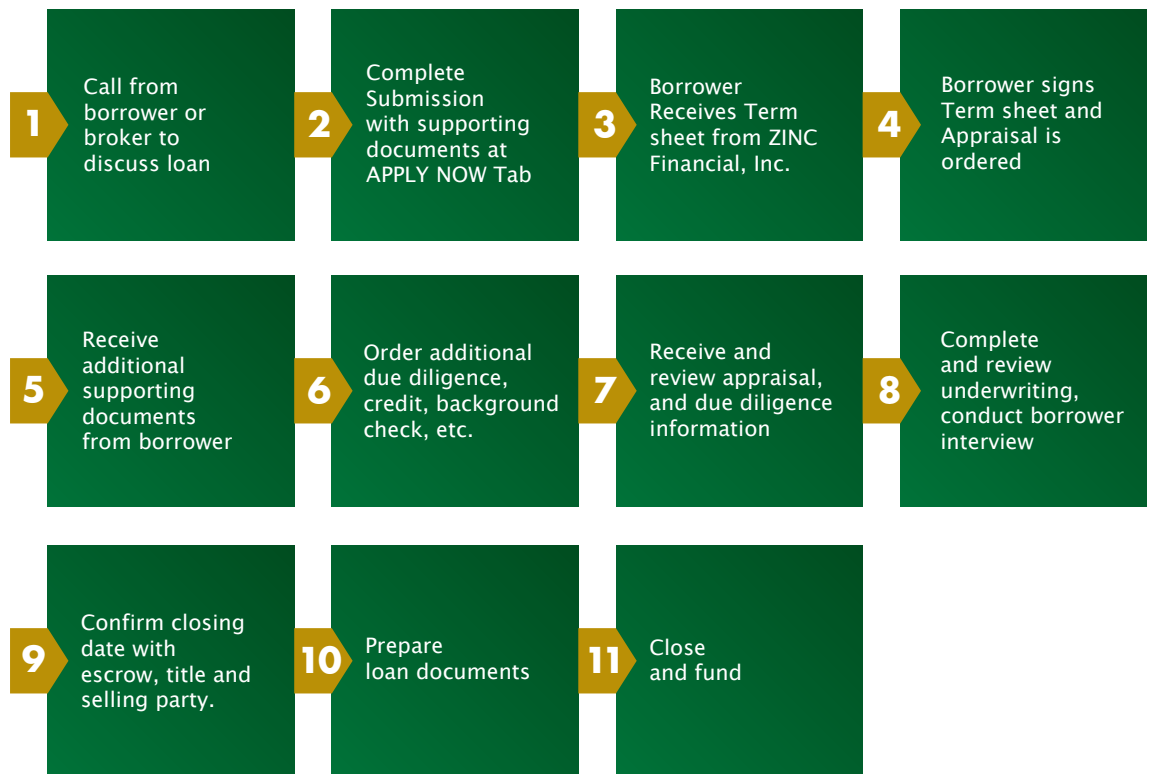 1
Call from
borrower or
broker to
discuss loan
2
Complete
Submission
with supporting
documents at
APPLY NOW Tab
3
Borrower
Receives Term
sheet from ZINC
Financial, Inc.
4
Borrower signs
Term sheet and
Appraisal is
ordered
5
Receive
additional
supporting
documents
from borrower
6
Order additional
due diligence,
credit, background
check, etc.
7
Receive and
review appraisal,
and due diligence
information
8
Complete
and review
underwriting,
conduct borrower
interview
9
Confirm closing
date with
escrow, title and
selling party.
10
Prepare
loan documents
11
Close
and fund